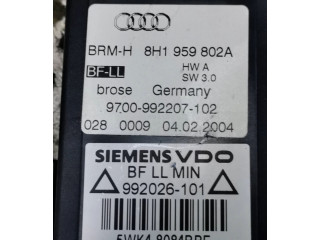 BRM-H 8H1 959 802A
BF-LL HW A
SW 3.0
brose Germany
9700-992207-102
028 0009 04.02.2004
SIEMENS VDO
BF LL MIN
992026-101